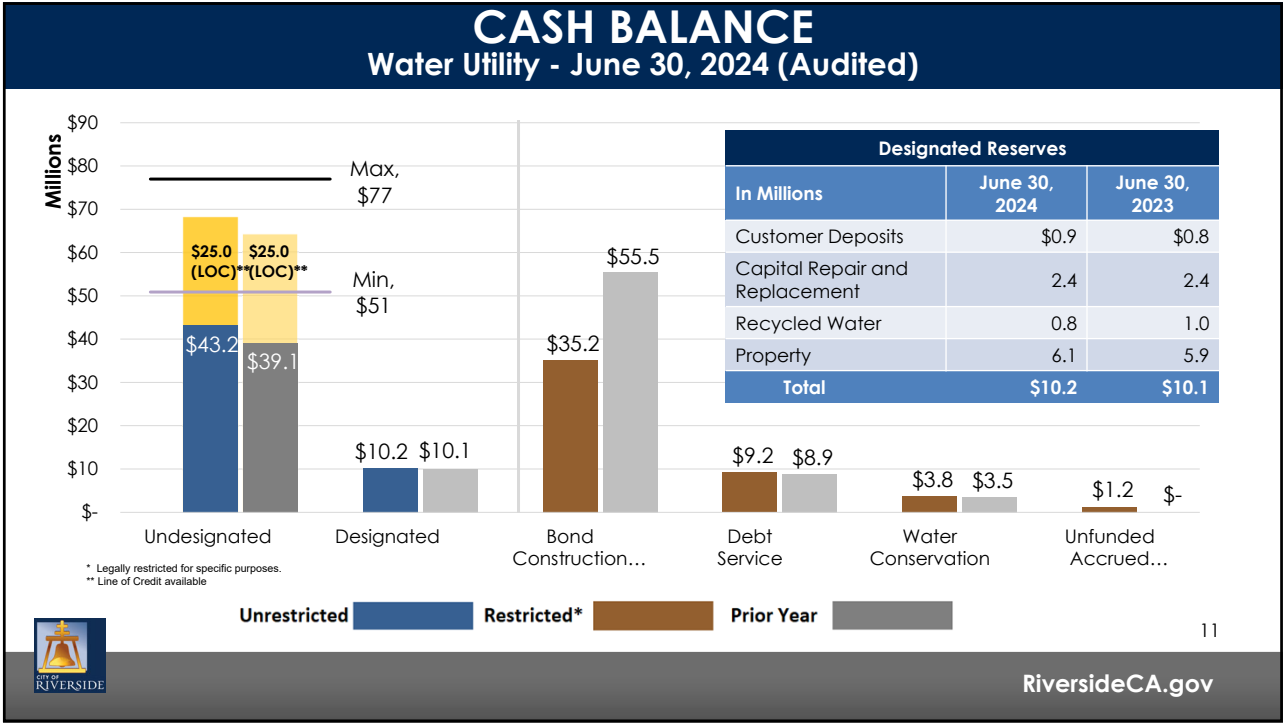 CASH BALANCE
Water Utility - June 30, 2024 (Audited)
Millions
$90
$80
$70
$60
$50
$40
$30
$20
$10
$-
Max,
$77
Min,
$51
$25.0
(LOC)**
$25.0
(LOC)**
$43.2
$39.1
$10.2
$10.1
$35.2
$55.5
$9.2
$8.9
$3.8
$3.5
$1.2
$-
Undesignated
Designated
Bond
Construction…
Debt
Service
Water
Conservation
Unfunded
Accrued…
Designated Reserves
In Millions June 30, 2024 June 30, 2023
Customer Deposits $0.9 $0.8
Capital Repair and Replacement 2.4 2.4
Recycled Water 0.8 1.0
Property 6.1 5.9
Total $10.2 $10.1
* Legally restricted for specific purposes.
** Line of Credit available
Unrestricted Restricted* Prior Year
11
CITY OF
RIVERSIDE
RiversideCA.gov